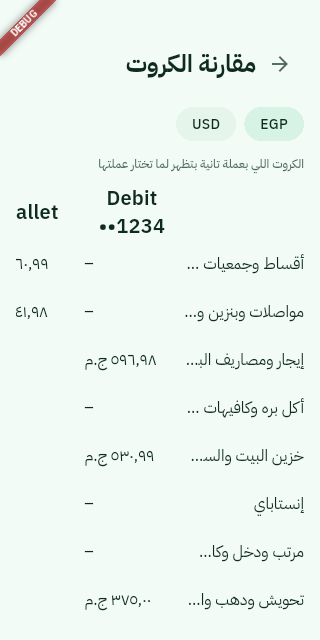 DEBUG
مقارنة الكروت
EGP USD
الكروت اللي بعملة تانية بتظهر لما تختار عملتها
Debit ••1234 allet
أقساط وجمعيات ... – ٦٠,٩٩
مواصلات وبنزين و... – ٤١,٩٨
إيجار ومصاريف الب... ٥٩٦,٩٨ ج.م
أكل بره وكافيهات ... –
خزين البيت والس... ٥٣٠,٩٩ ج.م
إنستاباي –
مرتب ودخل وكا... –
تحويش ودهب وا... ٣٧٥,٠٠ ج.م